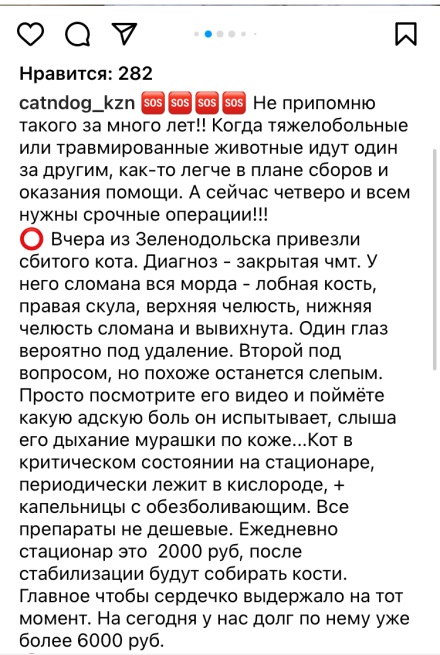 Нравится: 282
catndog_kzn 🆘🆘🆘🆘 Не припомню
такого за много лет!! Когда тяжелобольные
или травмированные животные идут один
за другим, как-то легче в плане сборов и
оказания помощи. А сейчас четверо и всем
нужны срочные операции!!!
⭕ Вчера из Зеленодольска привезли
сбитого кота. Диагноз - закрытая чмт. У
него сломана вся морда - лобная кость,
правая скула, верхняя челюсть, нижняя
челюсть сломана и вывихнута. Один глаз
вероятно под удаление. Второй под
вопросом, но похоже останется слепым.
Просто посмотрите его видео и поймёте
какую адскую боль он испытывает, слыша
его дыхание мурашки по коже...Кот в
критическом состоянии на стационаре,
периодически лежит в кислороде, +
капельницы с обезболивающим. Все
препараты не дешевые. Ежедневно
стационар это  2000 руб, после
стабилизации будут собирать кости.
Главное чтобы сердечко выдержало на тот
момент. На сегодня у нас долг по нему уже
более 6000 руб.